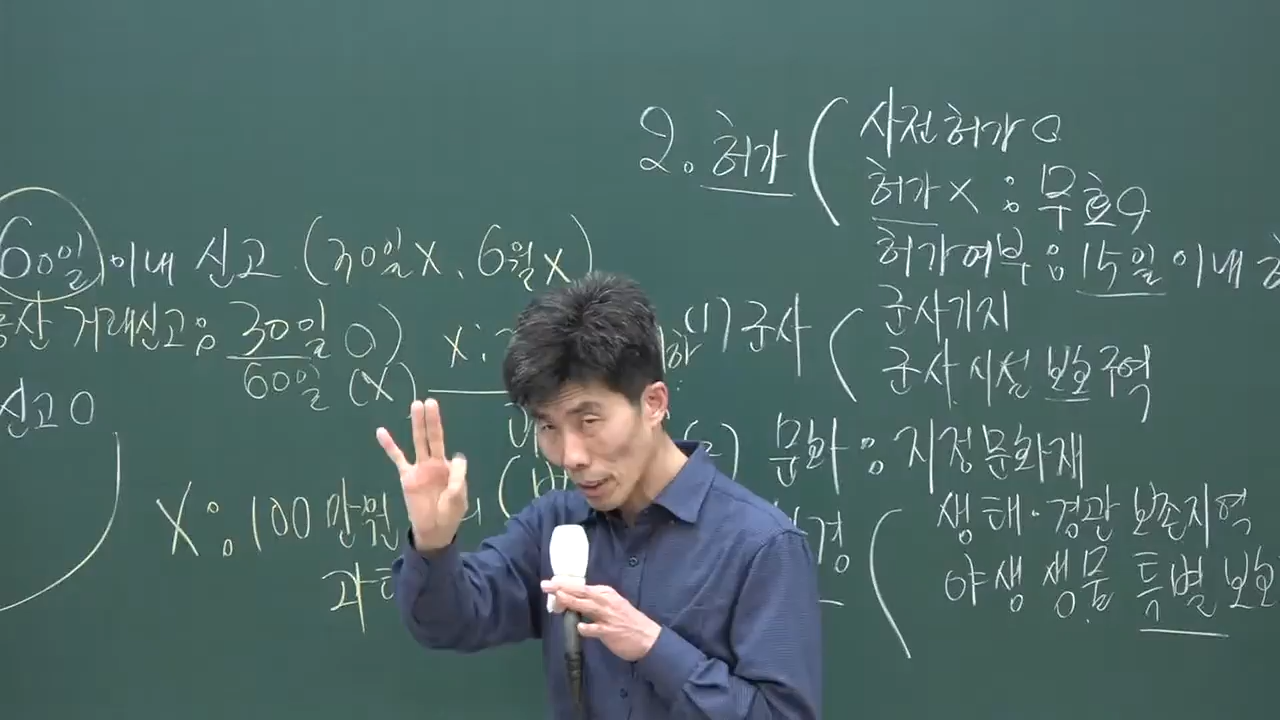 60일 이내 신고 (30일X, 6월X)
거래신고: 30일 O)
60일 (X)
신고 O
X:
X: 100만원
2. 허가
사전허가 O
허가X : 무효
허가여부: 15일 이내
(1) 군사
군사기지
군사시설 보호구역
(2) 문화: 지정문화재
경
생태·경관 보존지역
야생생물 특별보호